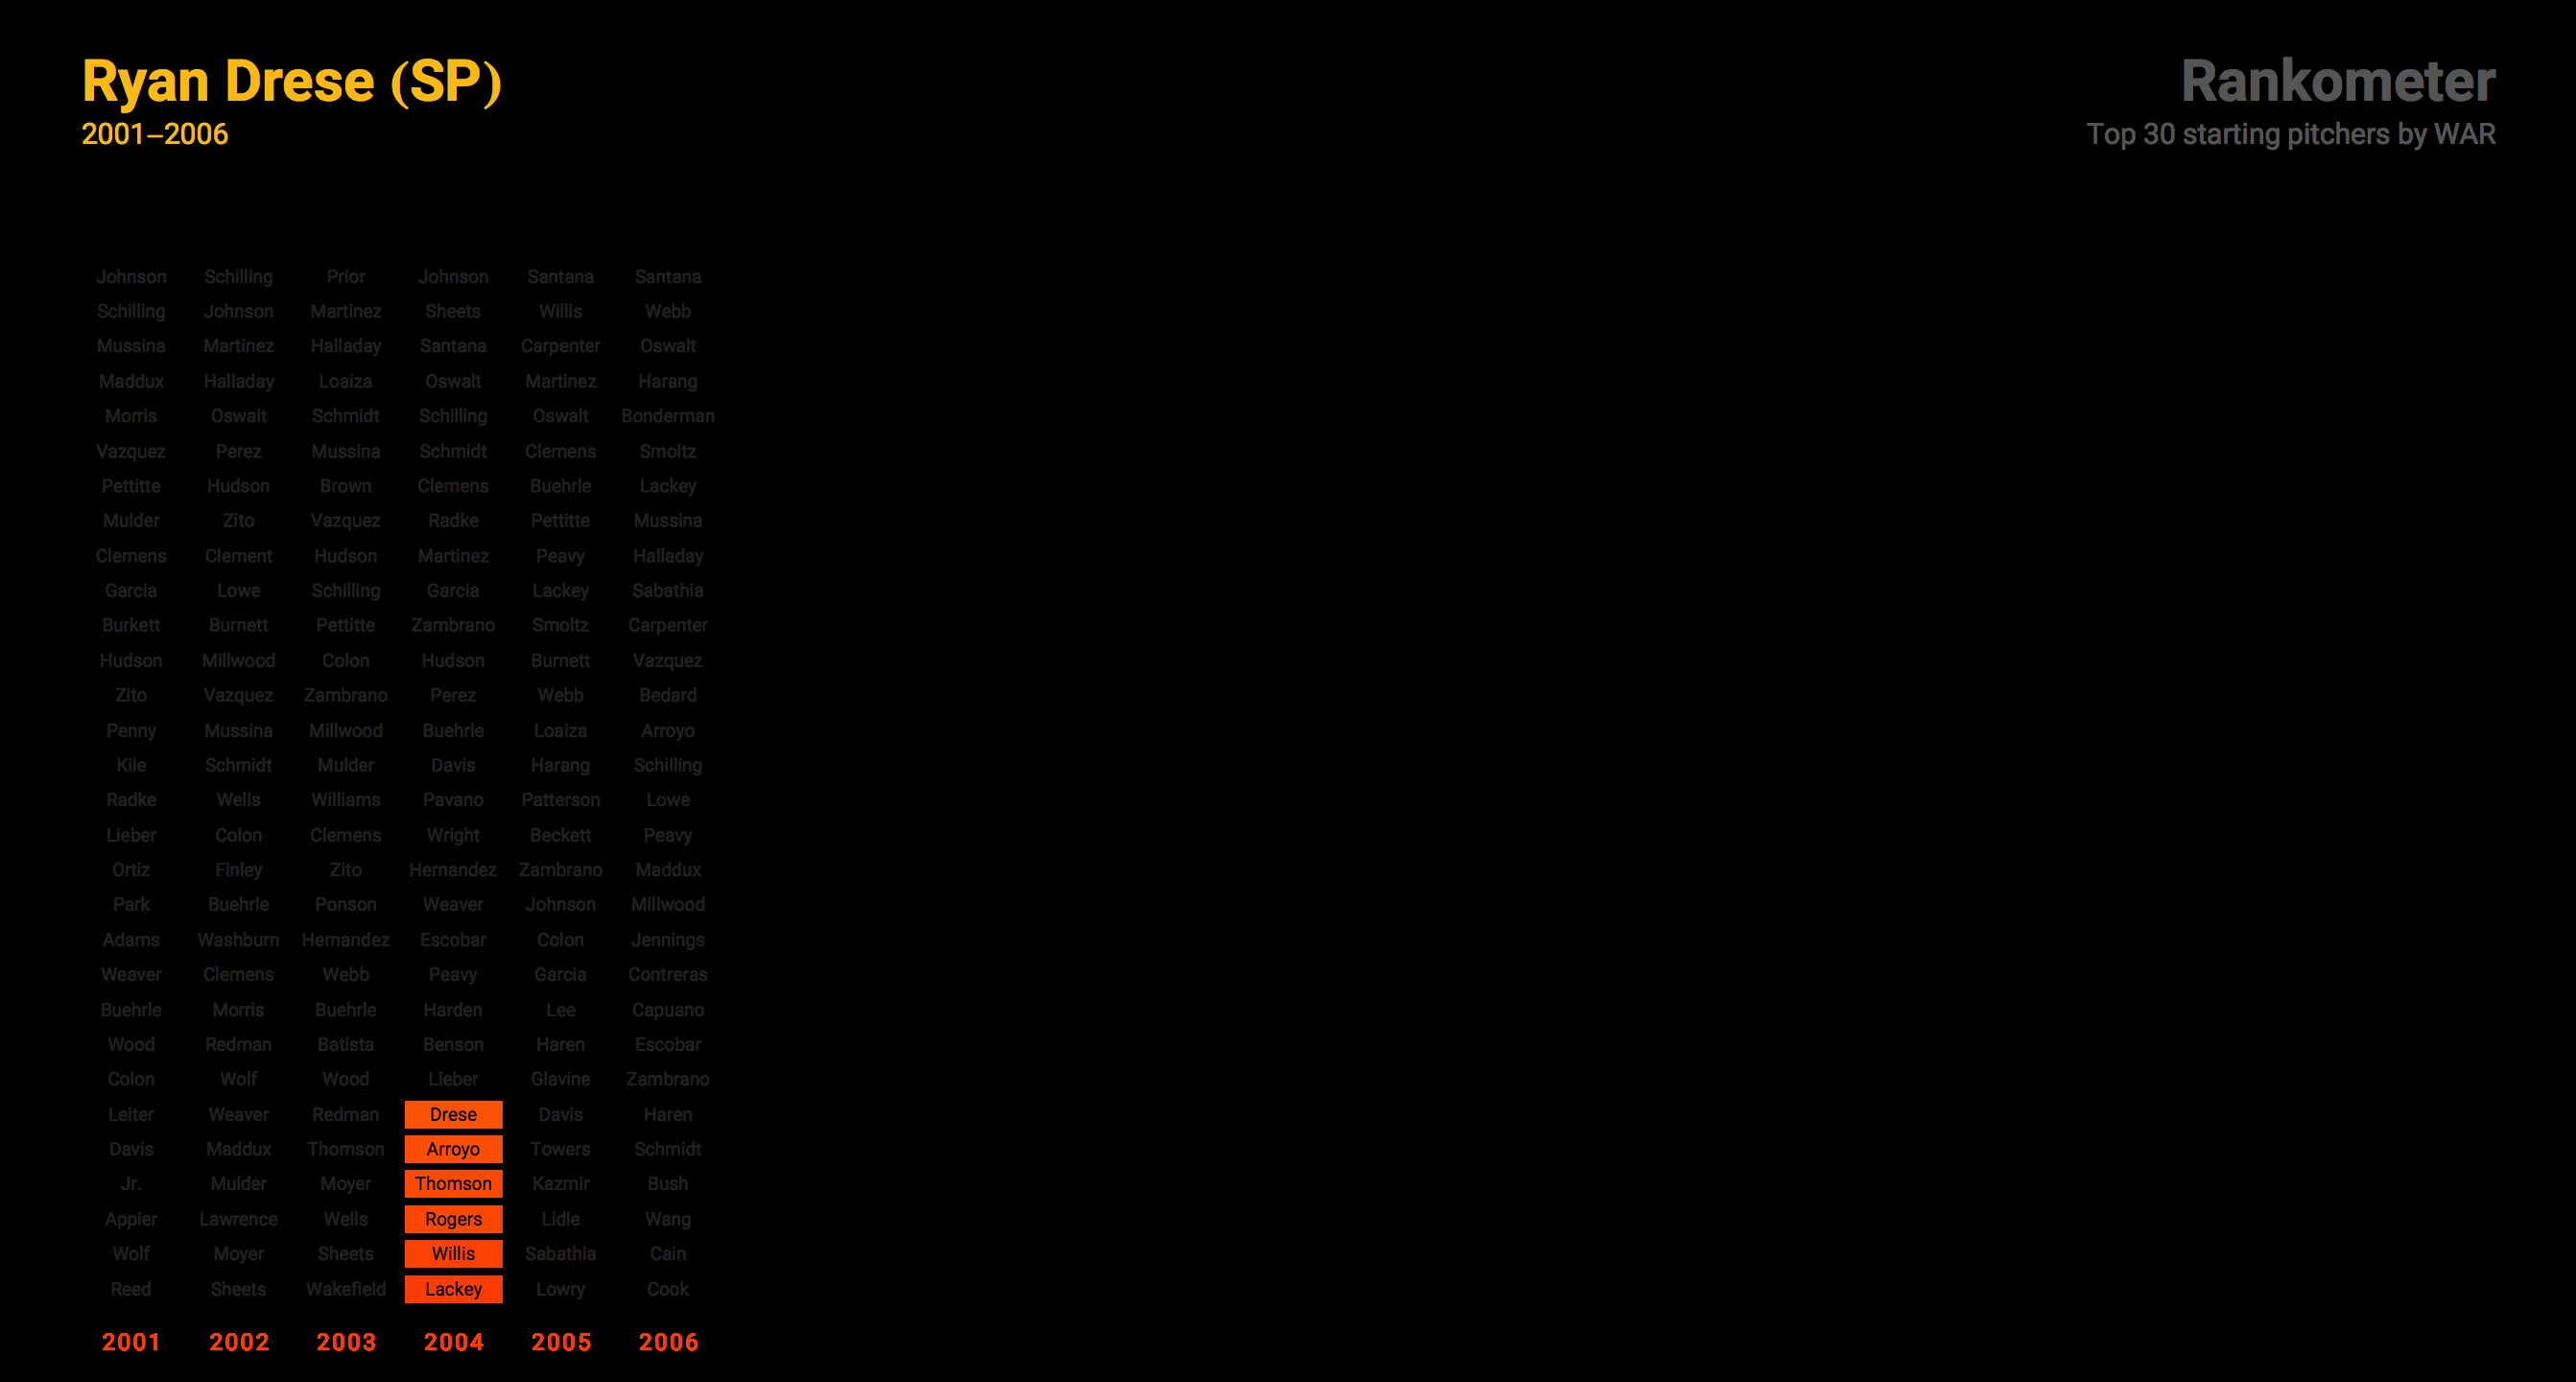 Ryan Drese (SP)
2001–2006
Rankometer
Top 30 starting pitchers by WAR
Johnson Schilling Prior Johnson Santana Santana
Schilling Johnson Martinez Sheets Willis Webb
Mussina Martinez Halladay Santana Carpenter Oswalt
Maddux Halladay Loaiza Oswalt Martinez Harang
Morris Oswalt Schmidt Schilling Oswalt Bonderman
Vazquez Perez Mussina Schmidt Clemens Smoltz
Pettitte Hudson Brown Clemens Buehrle Lackey
Mulder Zito Vazquez Radke Pettitte Mussina
Clemens Clement Hudson Martinez Peavy Halladay
Garcia Lowe Schilling Garcia Lackey Sabathia
Burkett Burnett Pettitte Zambrano Smoltz Carpenter
Hudson Millwood Colon Hudson Burnett Vazquez
Zito Vazquez Zambrano Perez Webb Bedard
Penny Mussina Millwood Buehrle Loaiza Arroyo
Kile Schmidt Mulder Davis Harang Schilling
Radke Wells Williams Pavano Patterson Lowe
Lieber Colon Clemens Wright Beckett Peavy
Ortiz Finley Zito Hernandez Zambrano Maddux
Park Buehrle Ponson Weaver Johnson Millwood
Adams Washburn Hernandez Escobar Colon Jennings
Weaver Clemens Webb Peavy Garcia Contreras
Buehrle Morris Buehrle Harden Lee Capuano
Wood Redman Batista Benson Haren Escobar
Colon Wolf Wood Lieber Glavine Zambrano
Leiter Weaver Redman Drese Davis Haren
Davis Maddux Thomson Arroyo Towers Schmidt
Jr. Mulder Moyer Thomson Kazmir Bush
Appier Lawrence Wells Rogers Lidle Wang
Wolf Moyer Sheets Willis Sabathia Cain
Reed Sheets Wakefield Lackey Lowry Cook
2001 2002 2003 2004 2005 2006